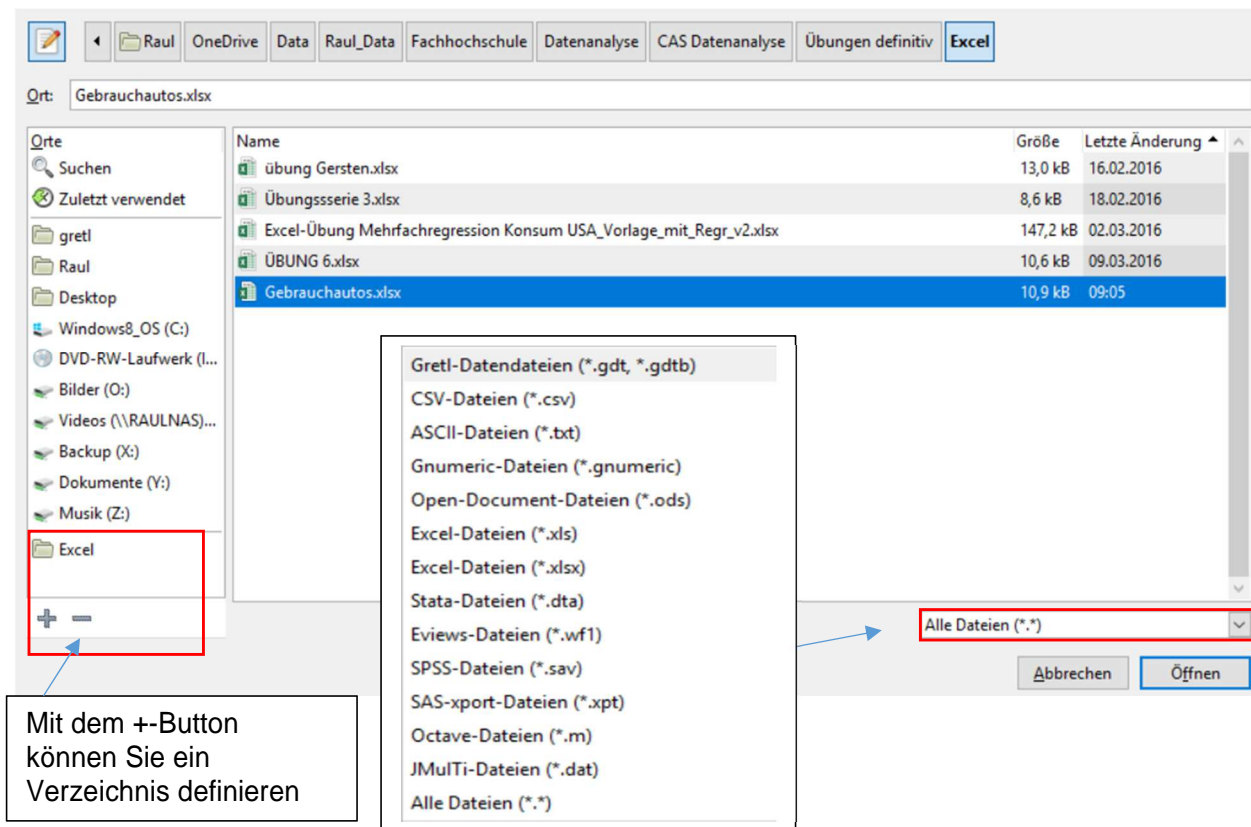 Raul OneDrive Data Raul_Data Fachhochschule Datenanalyse CAS Datenanalyse Übungen definitiv Excel
Ort: Gebrauchautos.xlsx
Orte
Suchen
Zuletzt verwendet
gretl
Raul
Desktop
Windows8_OS (C:)
DVD-RW-Laufwerk (I...
Bilder (O:)
Videos (\\RAULNAS)...
Backup (X:)
Dokumente (Y:)
Musik (Z:)
Excel
Name Größe Letzte Änderung
übung Gersten.xlsx 13,0 kB 16.02.2016
Übungssserie 3.xlsx 8,6 kB 18.02.2016
Excel-Übung Mehrfachregression Konsum USA_Vorlage_mit_Regr_v2.xlsx 147,2 kB 02.03.2016
ÜBUNG 6.xlsx 10,6 kB 09.03.2016
Gebrauchautos.xlsx 10,9 kB 09:05
Gretl-Datendateien (*.gdt, *.gdtb)
CSV-Dateien (*.csv)
ASCII-Dateien (*.txt)
Gnumeric-Dateien (*.gnumeric)
Open-Document-Dateien (*.ods)
Excel-Dateien (*.xls)
Excel-Dateien (*.xlsx)
Stata-Dateien (*.dta)
Eviews-Dateien (*.wf1)
SPSS-Dateien (*.sav)
SAS-xport-Dateien (*.xpt)
Octave-Dateien (*.m)
JMulTi-Dateien (*.dat)
Alle Dateien (*.*)
Alle Dateien (*.*)
Abbrechen Öffnen
Mit dem +-Button
können Sie ein
Verzeichnis definieren